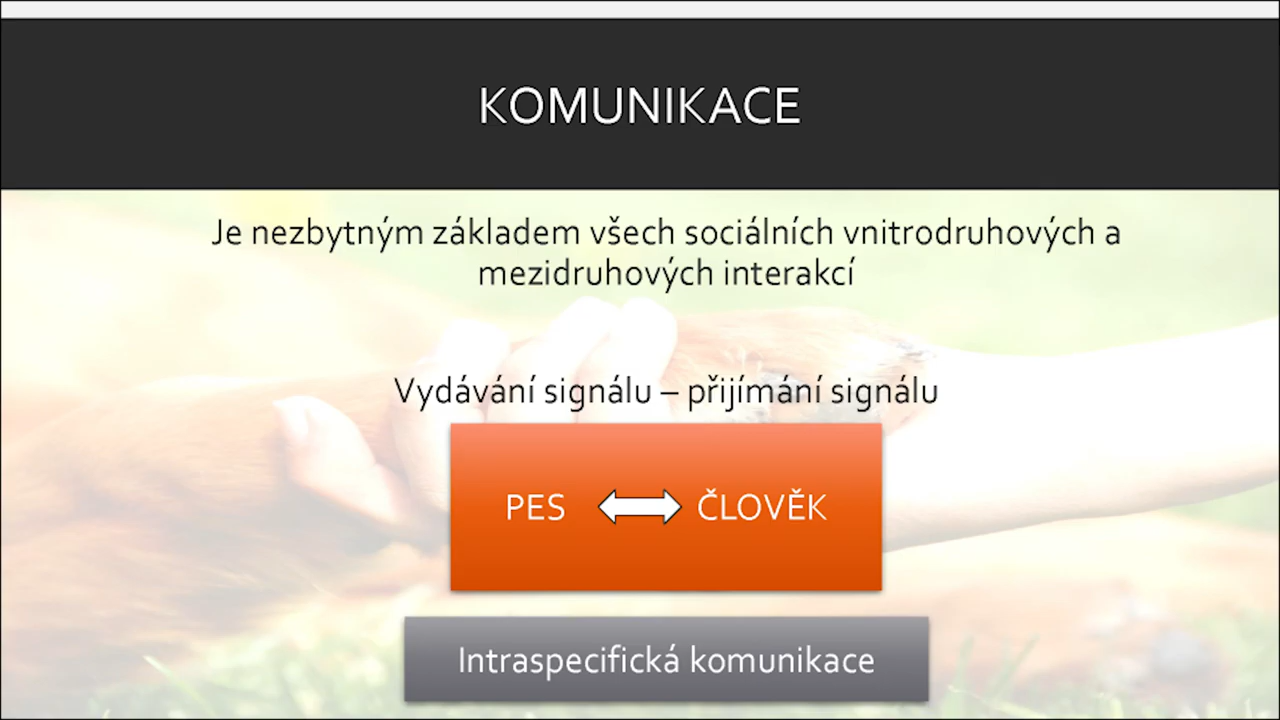 KOMUNIKACE
Je nezbytným základem všech sociálních vnitrodruhových a
mezidruhových interakcí
Vydávání signálu – přijímání signálu
PES ČLOVĚK
Intraspecifická komunikace